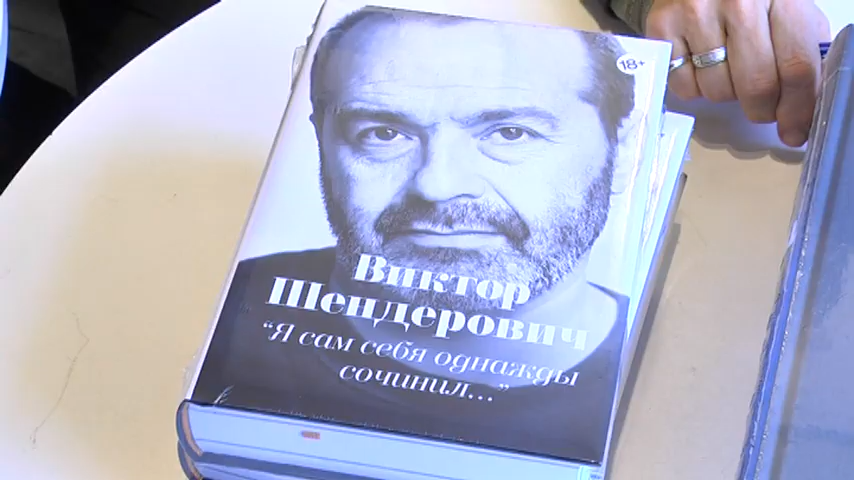 18+
Виктор
Шендерович
“Я сам себя однажды
сочинил...”